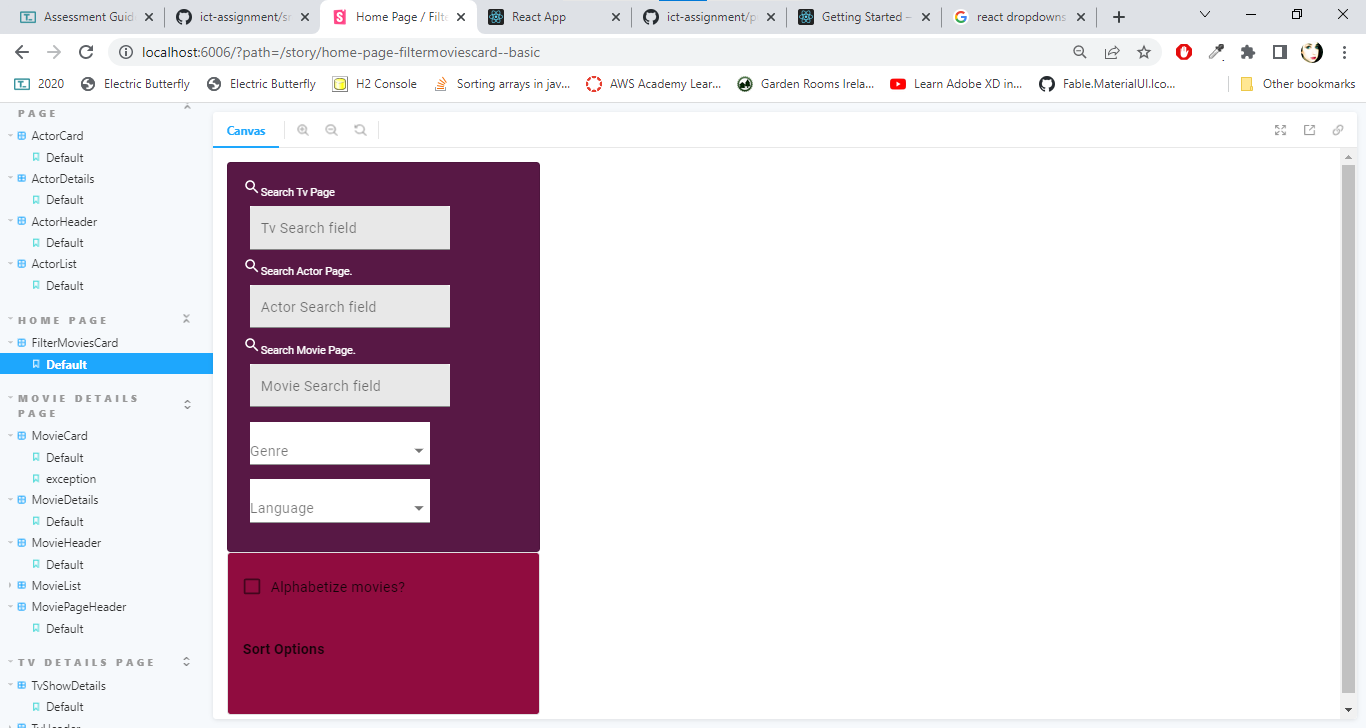 Assessment Guid
ict-assignment/sr
Home Page / Filte
React App
ict-assignment/p
Getting Started –
react dropdowns
localhost:6006/?path=/story/home-page-filtermoviescard--basic
2020
Electric Butterfly
Electric Butterfly
H2 Console
Sorting arrays in jav...
AWS Academy Lear...
Garden Rooms Irela...
Learn Adobe XD in...
Fable.MaterialUI.Ico...
Other bookmarks
PAGE
ActorCard
Default
ActorDetails
Default
ActorHeader
Default
ActorList
Default
HOME PAGE
FilterMoviesCard
Default
MOVIE DETAILS
PAGE
MovieCard
Default
exception
MovieDetails
Default
MovieHeader
Default
MovieList
MoviePageHeader
Default
TV DETAILS PAGE
TvShowDetails
Default
TvHeader
Canvas
Search Tv Page
Tv Search field
Search Actor Page.
Actor Search field
Search Movie Page.
Movie Search field
Genre
Language
Alphabetize movies?
Sort Options